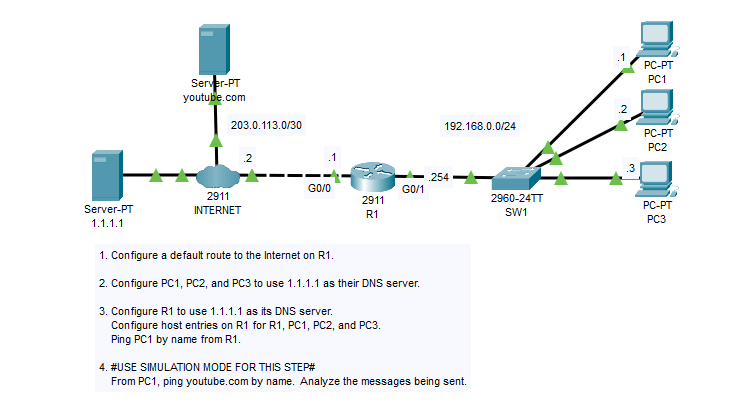 Server-PT
youtube.com
203.0.113.0/30
.2
.1
G0/0
2911
INTERNET
Server-PT
1.1.1.1
2911
R1
G0/1
.254
192.168.0.0/24
2960-24TT
SW1
.1
PC-PT
PC1
.2
PC-PT
PC2
.3
PC-PT
PC3
1. Configure a default route to the Internet on R1.
2. Configure PC1, PC2, and PC3 to use 1.1.1.1 as their DNS server.
3. Configure R1 to use 1.1.1.1 as its DNS server.
Configure host entries on R1 for R1, PC1, PC2, and PC3.
Ping PC1 by name from R1.
4. #USE SIMULATION MODE FOR THIS STEP#
From PC1, ping youtube.com by name. Analyze the messages being sent.